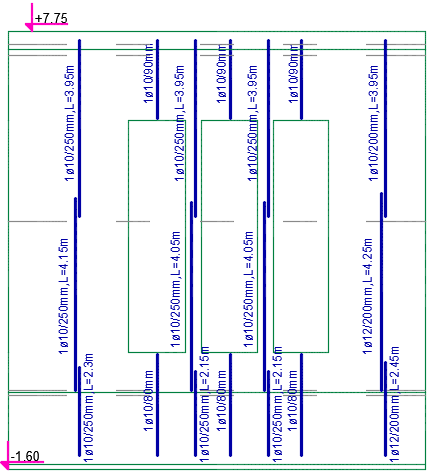 +7.75
1ø10/250mm,L=3.95m
1ø10/90mm
1ø10/250mm,L=3.95m
1ø10/90mm
1ø10/250mm,L=3.95m
1ø10/90mm
1ø10/200mm,L=3.95m
1ø10/250mm,L=4.15m
1ø10/250mm,L=4.05m
1ø10/250mm,L=4.05m
1ø12/200mm,L=4.25m
1ø10/250mm,L=2.3m
1ø10/80mm
1ø10/250mm,L=2.15m
1ø10/80mm
1ø10/250mm,L=2.15m
1ø10/80mm
1ø12/200mm,L=2.45m
-1.60